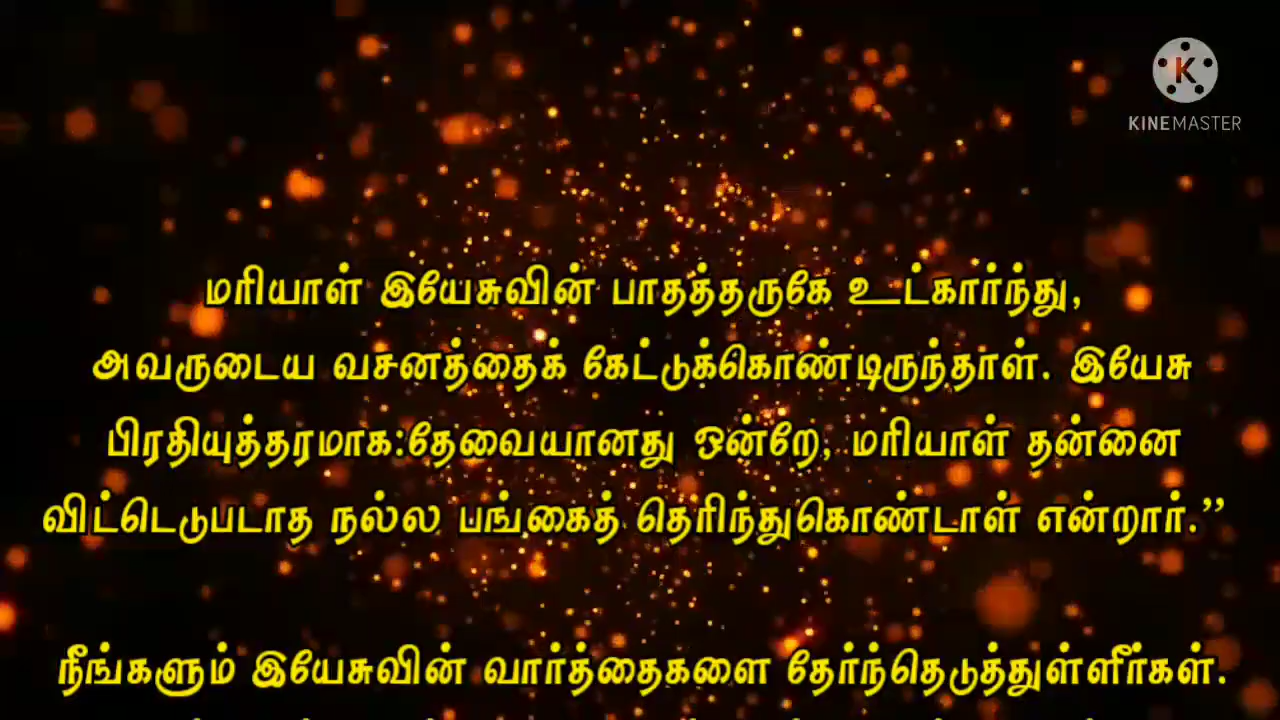 KINEMASTER
மரியாள் இயேசுவின் பாதத்தருகே உட்கார்ந்து,
அவருடைய வசனத்தைக் கேட்டுக்கொண்டிருந்தாள். இயேசு
பிரதியுத்தரமாக:தேவையானது ஒன்றே, மரியாள் தன்னை
விட்டெடுபடாத நல்ல பங்கைத் தெரிந்துகொண்டாள் என்றார்.”
நீங்களும் இயேசுவின் வார்த்தைகளை தேர்ந்தெடுத்துள்ளீர்கள்.